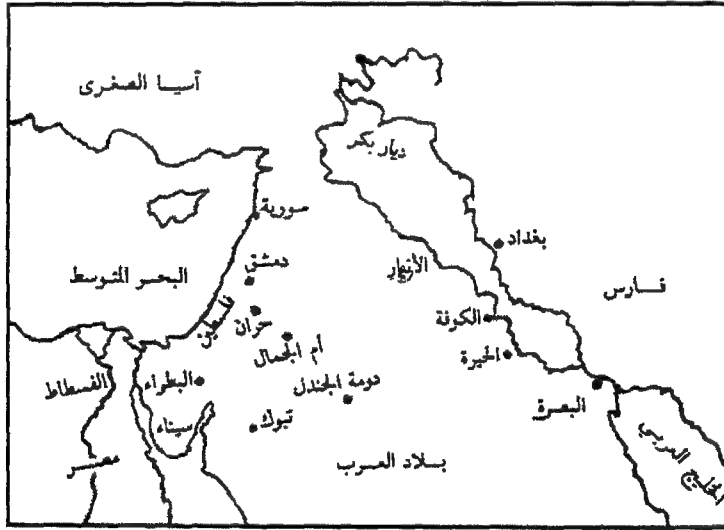 أسيا الصغرى
ديار بكر
سورية
بغداد
دمشق
الأنبار
البحر المتوسط
فارس
فلسطين
حران
الكوفة
أم الجمال
الحيرة
الفسطاط
البطراء
دومة الجندل
البصرة
سيناء
تبوك
الخليج العربي
مصر
بلاد العرب